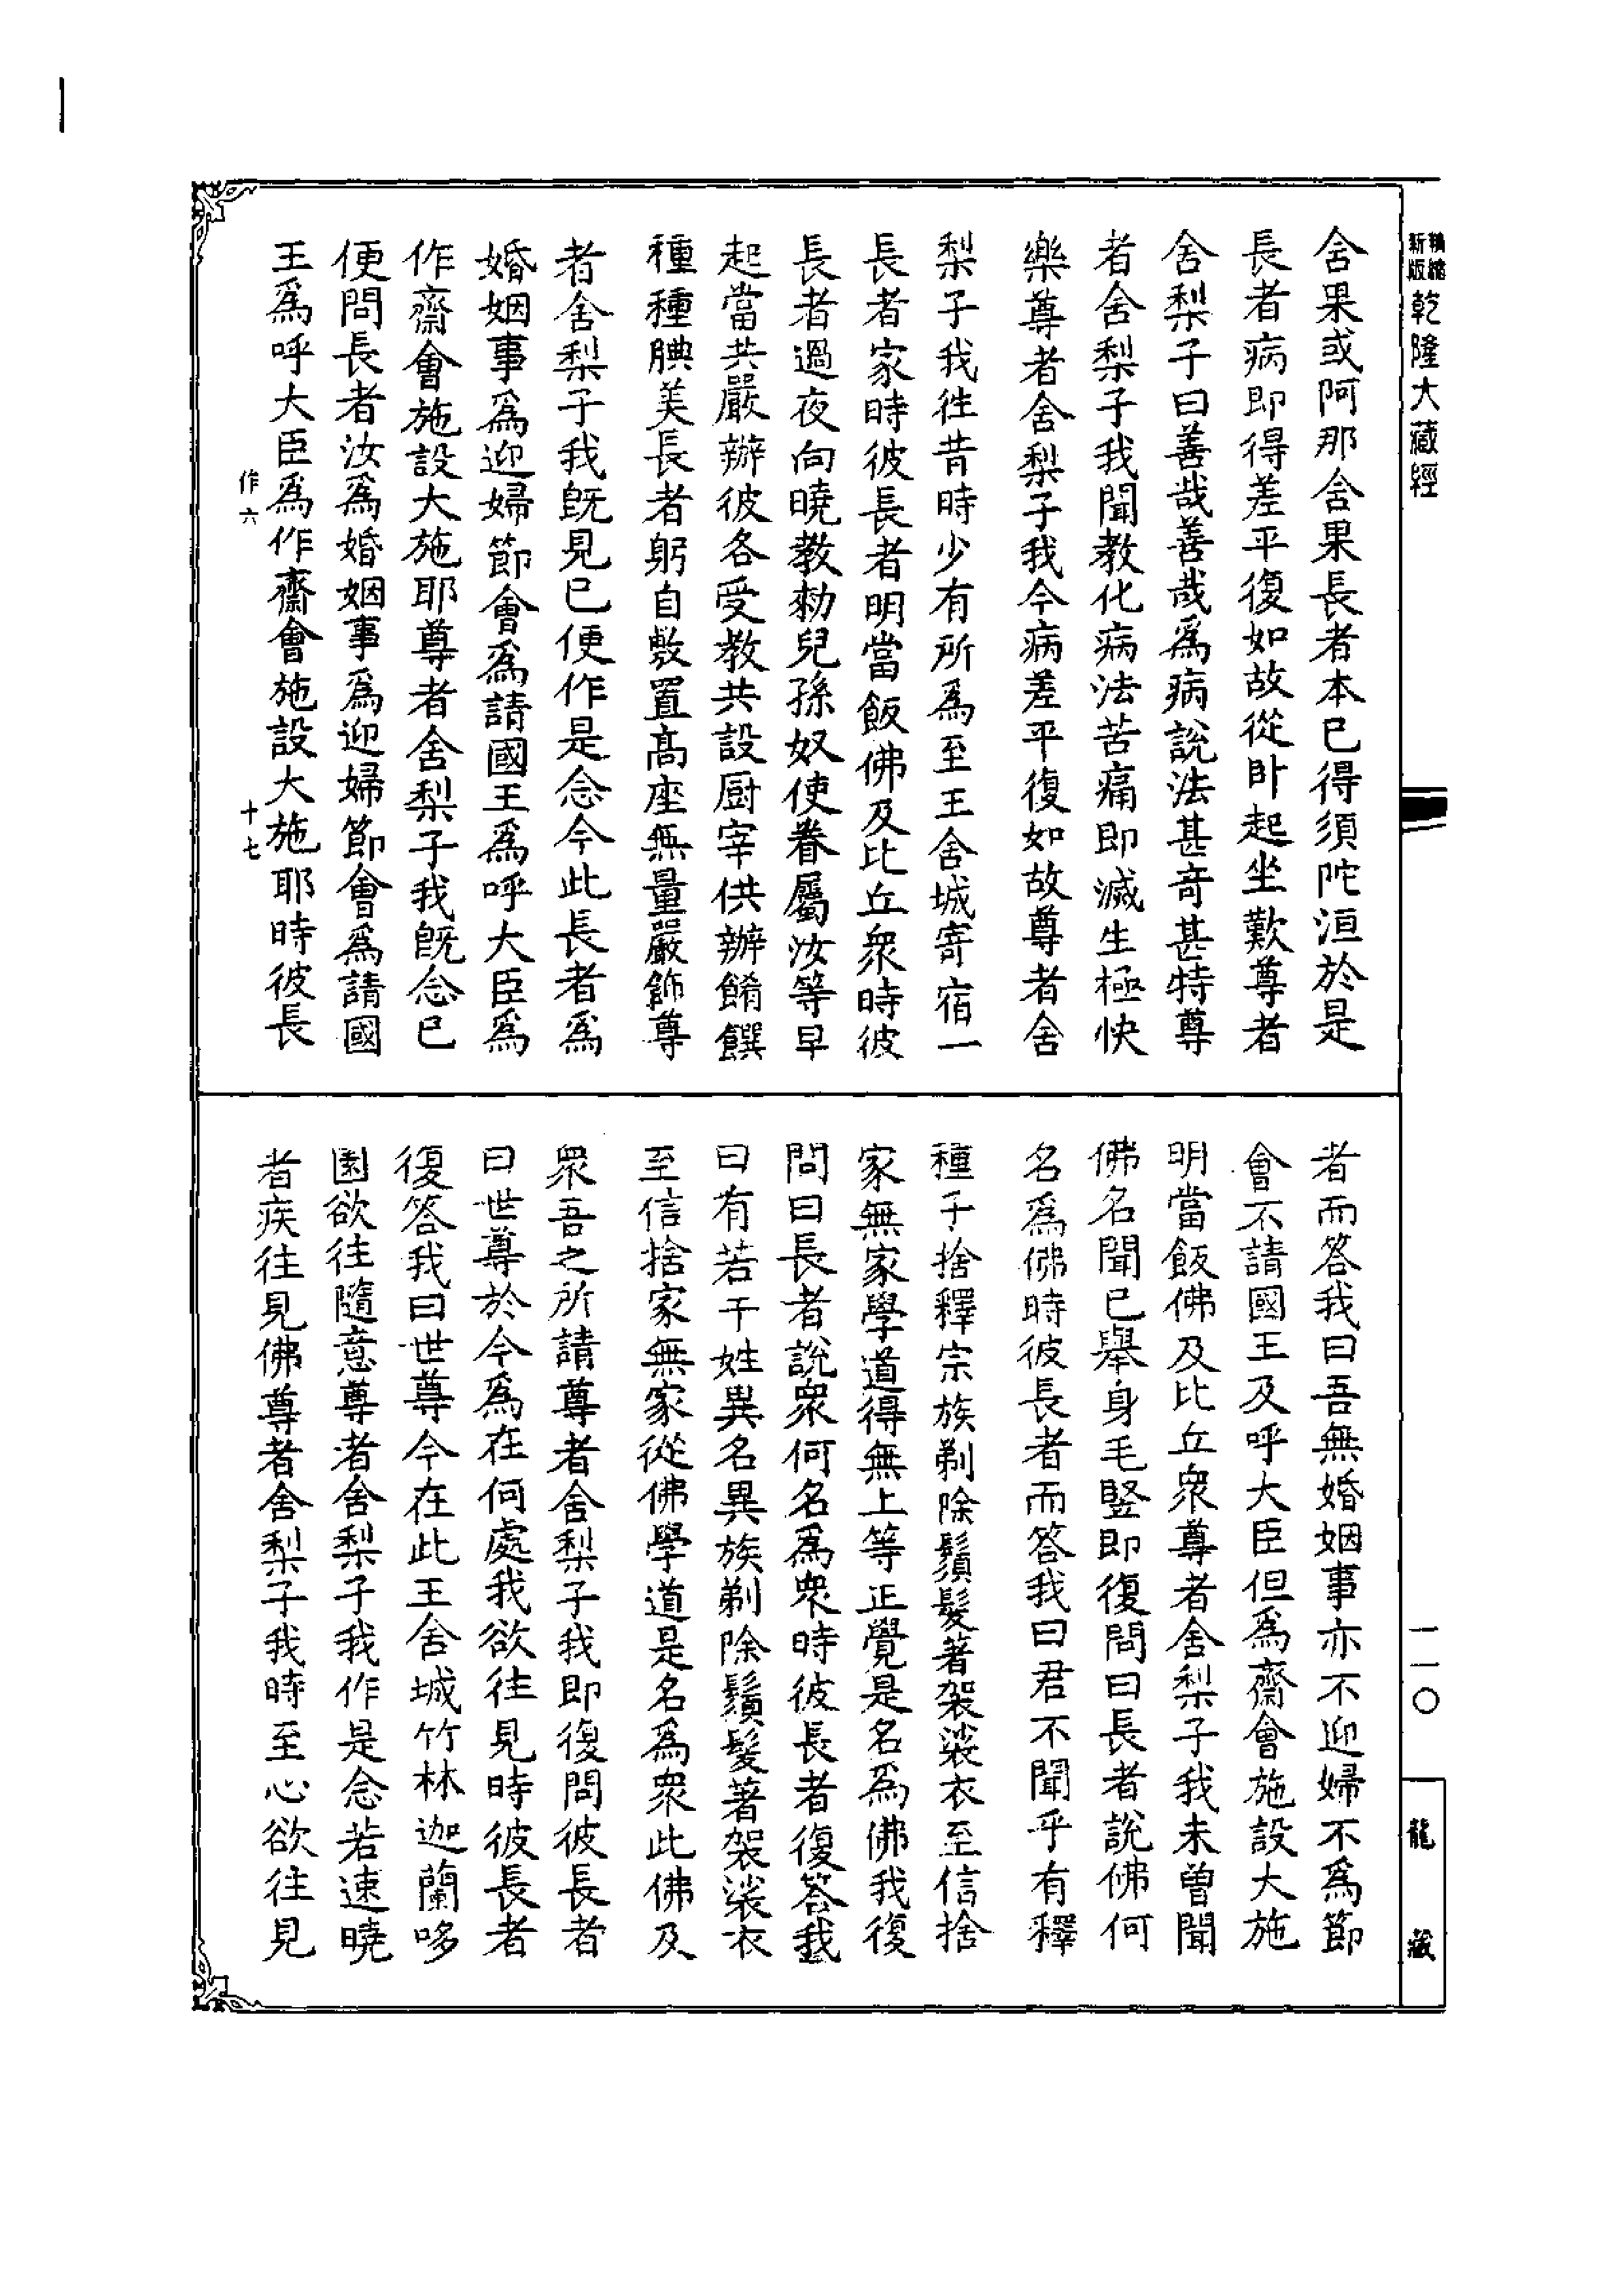 精縮新版
乾隆大藏經
舍果或阿那舍果長者本已得須陀洹於是
長者病即得差平復如故從卧起坐歎尊者
舍梨子曰善哉善哉為病說法甚奇甚特尊
者舍梨子我聞教化病法苦痛即滅生極快
樂尊者舍梨子我今病差平復如故尊者舍
梨子我徃昔時少有所為至王舍城寄宿一
長者家時彼長者明當飯佛及比丘衆時彼
長者過夜向曉教勑兒孫奴使眷屬汝等早
起當共嚴辦彼各受教共設厨宰供辦餚饌
種種腆美長者躬自敷置髙座無量嚴飾尊
者舍梨子我旣見已便作是念今此長者為
婚姻事為迎婦節會為請國王為呼大臣為
作齋會施設大施耶尊者舍梨子我旣念已
便問長者汝為婚姻事為迎婦節會為請國
王為呼大臣為作齋會施設大施耶時彼長
作六
十七
者而答我曰吾無婚姻事亦不迎婦不為節
會不請國王及呼大臣但為齋會施設大施
明當飯佛及比丘衆尊者舍梨子我未曾聞
佛名聞已舉身毛豎即復問曰長者說佛何
名為佛時彼長者而答我曰君不聞乎有釋
種子捨釋宗族剃除鬚髮著袈裟衣至信捨
家無家學道得無上等正覺是名為佛我復
問曰長者說衆何名為衆時彼長者復答我
曰有若干姓異名異族剃除鬚髮著袈裟衣
至信捨家無家從佛學道是名為衆此佛及
衆吾之所請尊者舍梨子我即復問彼長者
曰世尊於今為在何處我欲往見時彼長者
復答我曰世尊今在此王舍城竹林迦蘭哆
園欲往隨意尊者舍梨子我作是念若速曉
者疾往見佛尊者舍梨子我時至心欲往見
一一〇
龍藏